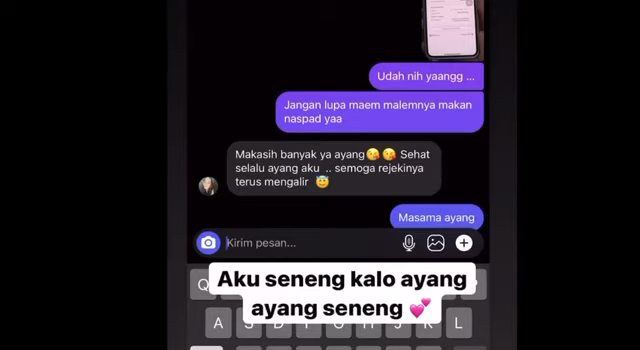 Udah nih yaangg ...
Jangan lupa maem malemnya makan
naspad yaa
Makasih banyak ya ayang😘😘 Sehat
selalu ayang aku .. semoga rejekinya
terus mengalir 😇
Masama ayang
Kirim pesan...
Aku seneng kalo ayang
ayang seneng 💕
Q
A S D F G H J K L